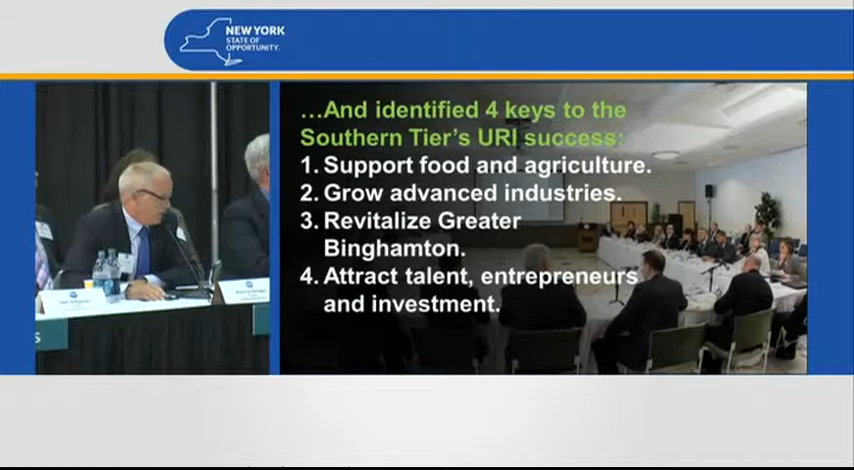 NEW YORK
STATE OF
OPPORTUNITY.
…And identified 4 keys to the
Southern Tier's URI success:
1. Support food and agriculture.
2. Grow advanced industries.
3. Revitalize Greater
Binghamton.
4. Attract talent, entrepreneurs
and investment.